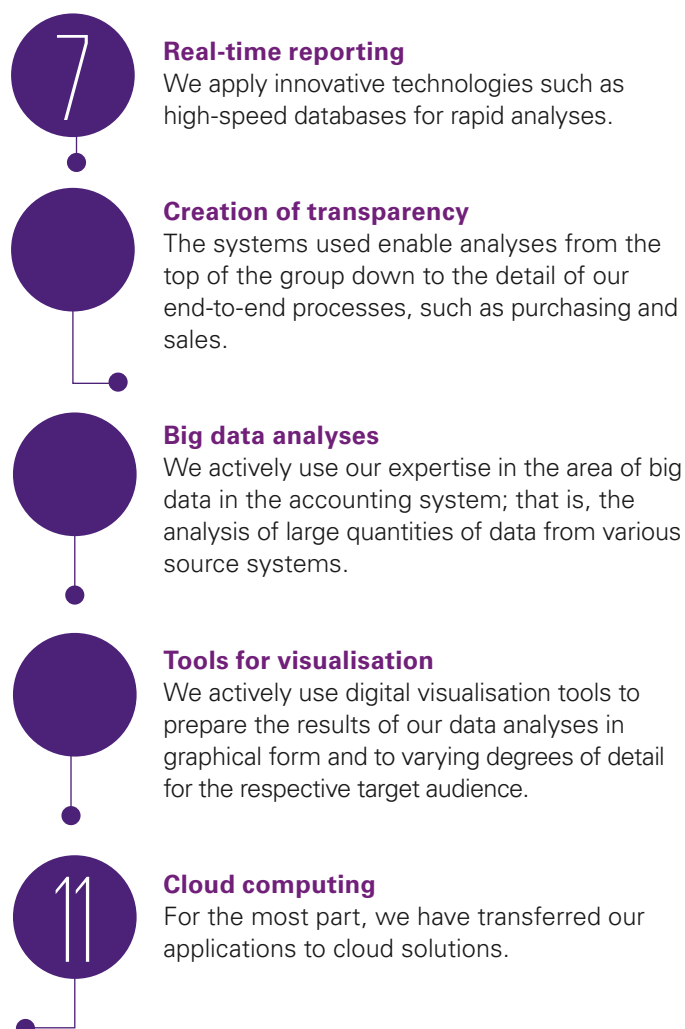 7
Real-time reporting
We apply innovative technologies such as
high-speed databases for rapid analyses.
Creation of transparency
The systems used enable analyses from the
top of the group down to the detail of our
end-to-end processes, such as purchasing and
sales.
Big data analyses
We actively use our expertise in the area of big
data in the accounting system; that is, the
analysis of large quantities of data from various
source systems.
Tools for visualisation
We actively use digital visualisation tools to
prepare the results of our data analyses in
graphical form and to varying degrees of detail
for the respective target audience.
11
Cloud computing
For the most part, we have transferred our
applications to cloud solutions.